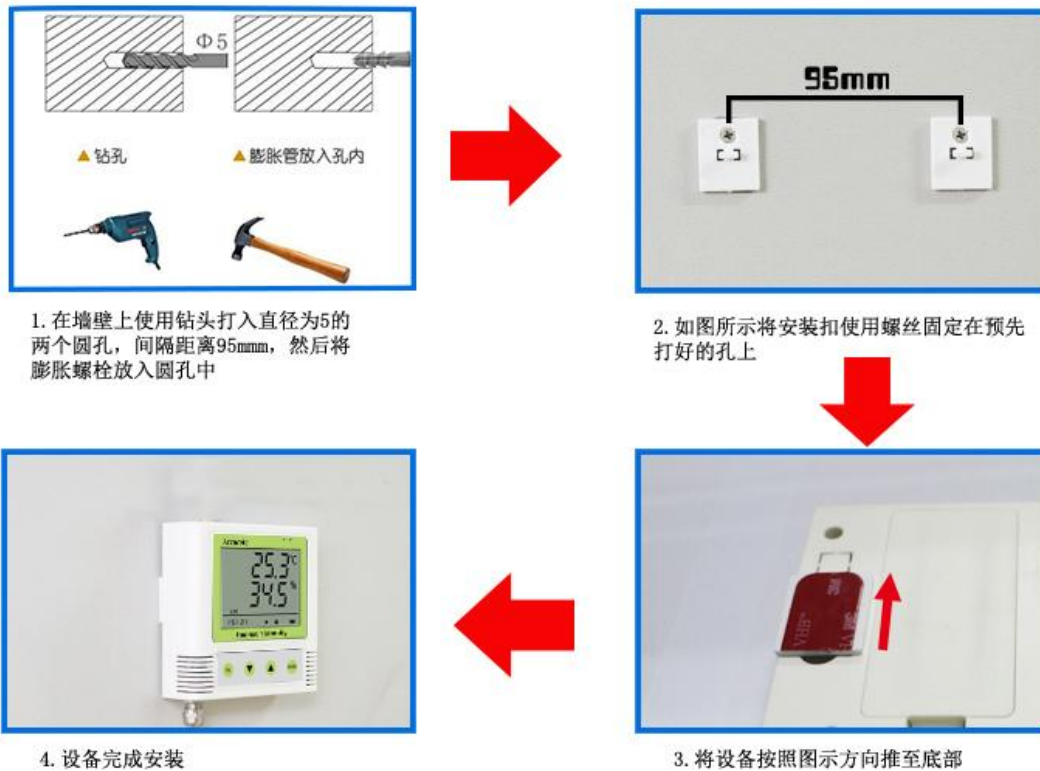 Φ5
▲钻孔
▲膨胀管放入孔内
1.在墙壁上使用钻头打入直径为5的
两个圆孔，间隔距离95mmm，然后将
膨胀螺栓放入圆孔中
95mm
2.如图所示将安装扣使用螺丝固定在预先
打好的孔上
3M
3.将设备按照图示方向推至底部
25.3℃
34.5%
4.设备完成安装